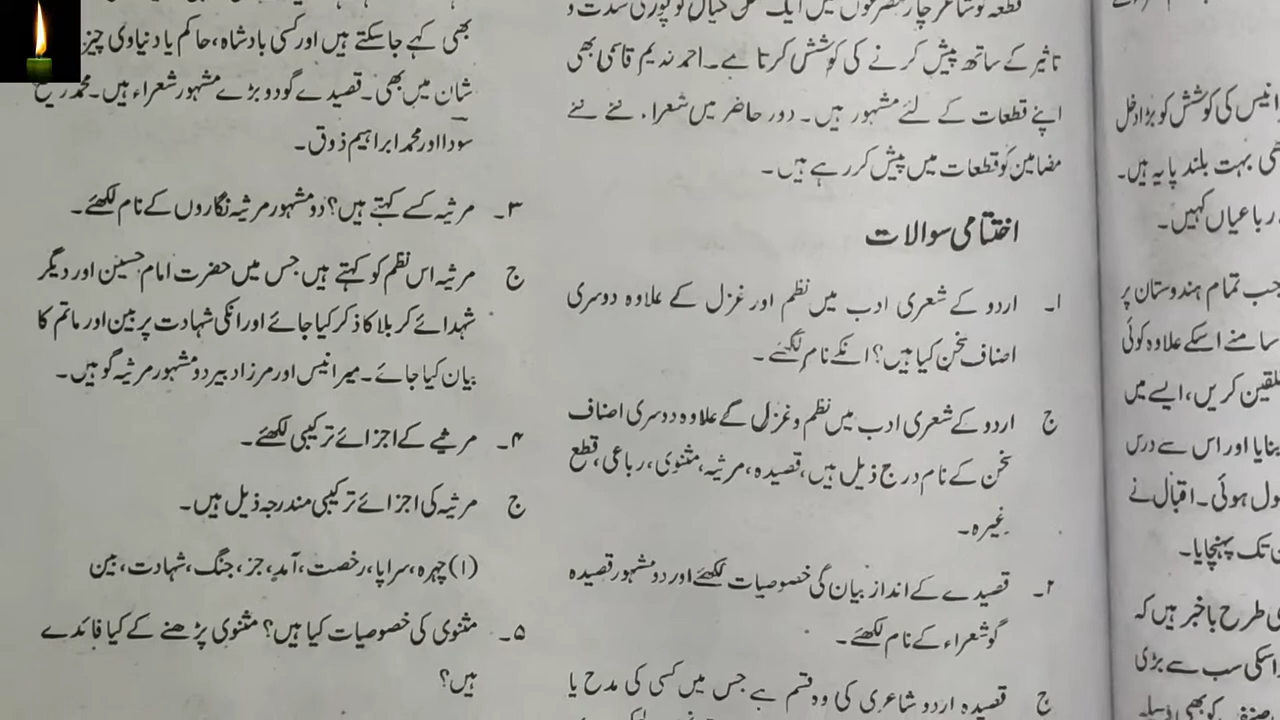 قطعہ گو شاعر چار مصرعوں میں ایک خیال کو پوری شدت و
تاثیر کے ساتھ پیش کرنے کی کوشش کرتا ہے۔ احمد ندیم قاسمی بھی
اپنے قطعات کے لئے مشہور ہیں۔ دور حاضر میں شعراء نئے نئے
مضامین کو قطعات میں پیش کر رہے ہیں۔
اختتامی سوالات
۱۔ اردو کے شعری ادب میں نظم اور غزل کے علاوہ دوسری
اصناف سخن کیا ہیں؟ انکے نام لکھئے۔
ج اردو کے شعری ادب میں نظم و غزل کے علاوہ دوسری اصناف
سخن کے نام درج ذیل ہیں، قصیدہ، مرثیہ، مثنوی، رباعی، قطع
غیرہ۔
۲۔ قصیدے کے انداز بیان کی خصوصیات لکھئے اور دو مشہور قصیدہ
گو شعراء کے نام لکھئے۔
ج قصیدہ اردو شاعری کی وہ قسم ہے جس میں کسی کی مدح یا
بھی کہے جاسکتے ہیں اور کسی بادشاہ، حاکم یا دنیاوی چیز
شان میں بھی۔ قصیدے گو دو بڑے مشہور شعراء ہیں۔ محمد ریح
سودا اور محمد ابراہیم ذوق۔
۳۔ مرثیہ کسے کہتے ہیں؟ دو مشہور مرثیہ نگاروں کے نام لکھئے۔
ج مرثیہ اس نظم کو کہتے ہیں جس میں حضرت امام حسین اور دیگر
شہدائے کربلا کا ذکر کیا جائے اور انکی شہادت پر بین اور ماتم کا
بیان کیا جائے۔ میر انیس اور مرزا دبیر دو مشہور مرثیہ گو ہیں۔
۴۔ مرثیے کے اجزائے ترکیبی لکھئے۔
ج مرثیہ کی اجزائے ترکیبی مندرجہ ذیل ہیں۔
(۱) چہرہ، سراپا، رخصت، آمد، جز، جنگ، شہادت، بین
۵۔ مثنوی کی خصوصیات کیا ہیں؟ مثنوی پڑھنے کے کیا فائدے
ہیں؟
انیس کی کوشش کو بڑا دخل
بھی بہت بلند پایہ ہیں۔
رباعیاں کہیں۔
جب تمام ہندوستان پر
سامنے اسکے علاوہ کوئی
تلقین کریں، ایسے میں
بنایا اور اس سے درس
ول ہوئی۔ اقبال نے
تک پہنچایا۔
طرح باخبر ہیں کہ
اسکی سب سے بڑی